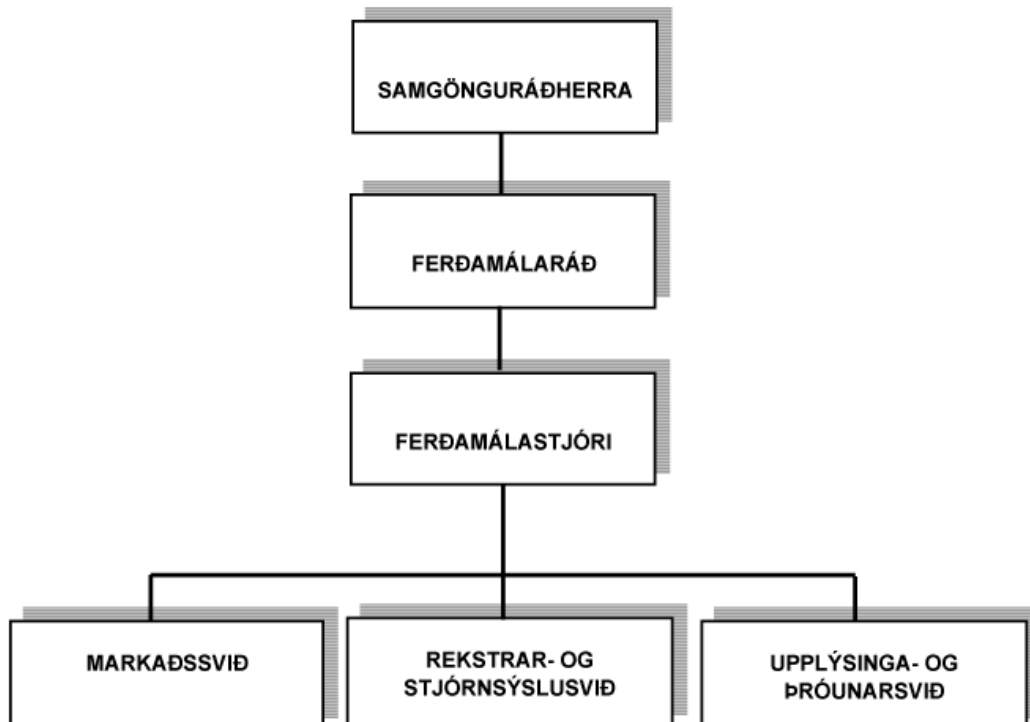 SAMGÖNGURÁÐHERRA
FERÐAMÁLARÁÐ
FERÐAMÁLASTJÓRI
MARKAÐSSVIÐ
REKSTRAR- OG
STJÓRNSÝSLUSVIÐ
UPPLÝSINGA- OG
ÞRÓUNARSVIÐ